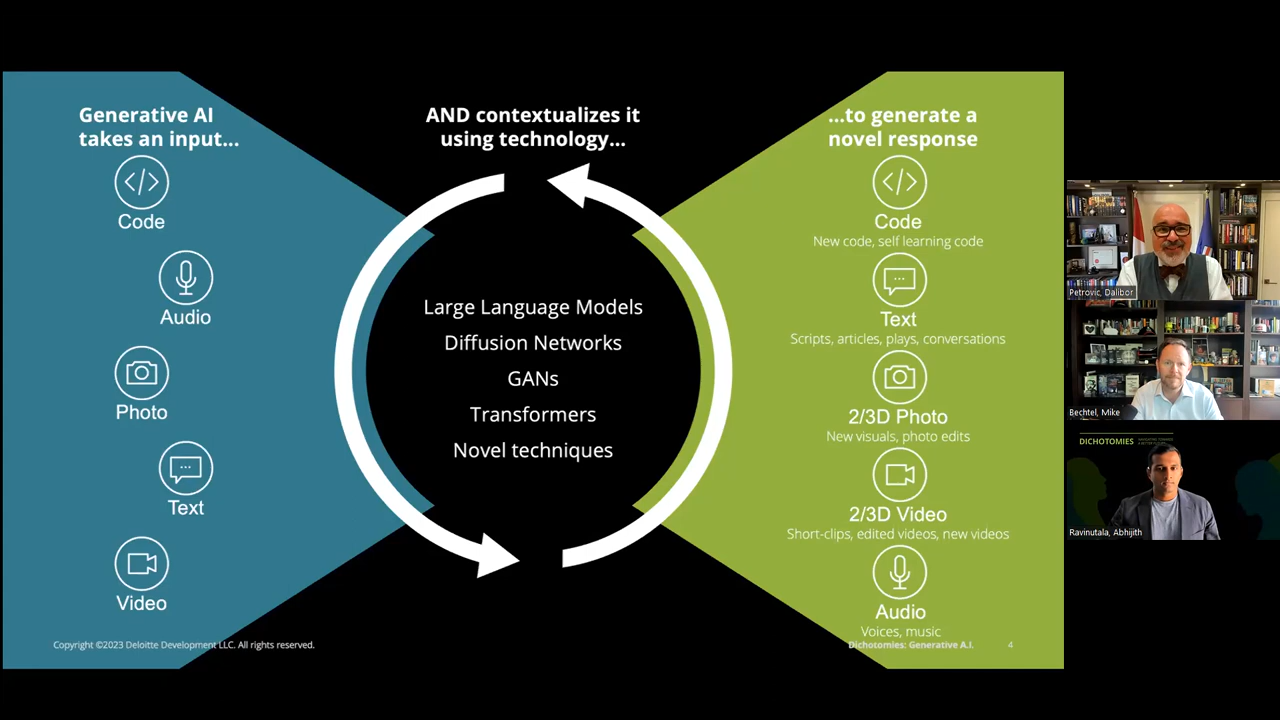 Generative AI
takes an input...
Code
Audio
Photo
Text
Video
Copyright ©2023 Deloitte Development LLC. All rights reserved.
AND contextualizes it
using technology...
Large Language Models
Diffusion Networks
GANs
Transformers
Novel techniques
...to generate a
novel response
Code
New code, self learning code
Text
Scripts, articles, plays, conversations
2/3D Photo
New visuals, photo edits
2/3D Video
Short-clips, edited videos, new videos
Audio
Voices, music
Dichotomies: Generative A.I.
4
Petrovic, Dalibor
Bechtel, Mike
DICHOTOMIES
Ravinutala, Abhijith